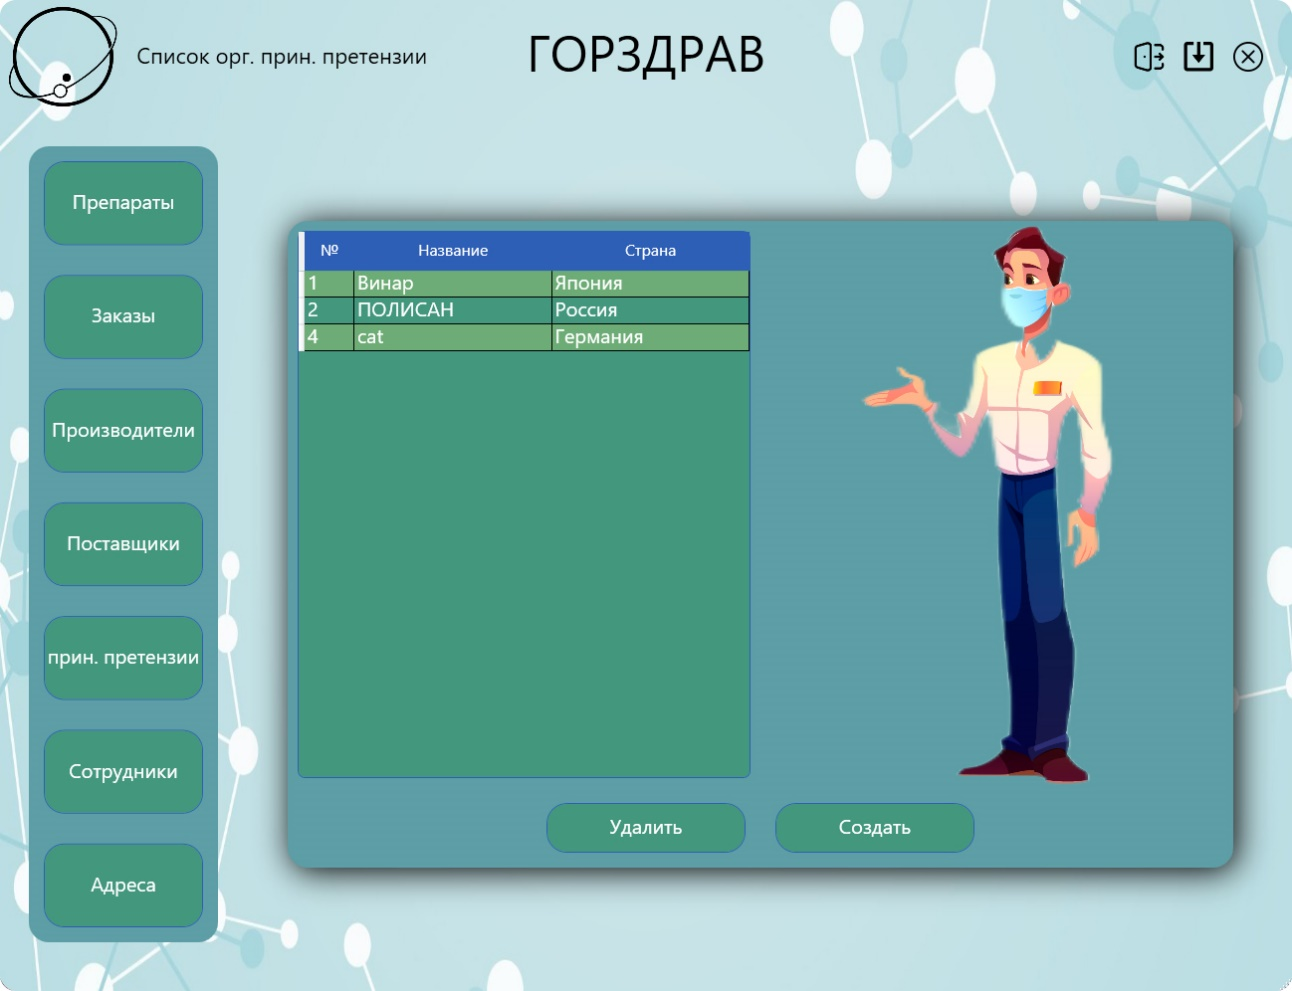 Список орг. прин. претензии
ГОРЗДРАВ
Препараты
Заказы
Производители
Поставщики
прин. претензии
Сотрудники
Адреса
№ Название Страна
1 Винар Япония
2 ПОЛИСАН Россия
4 cat Германия
Удалить Создать